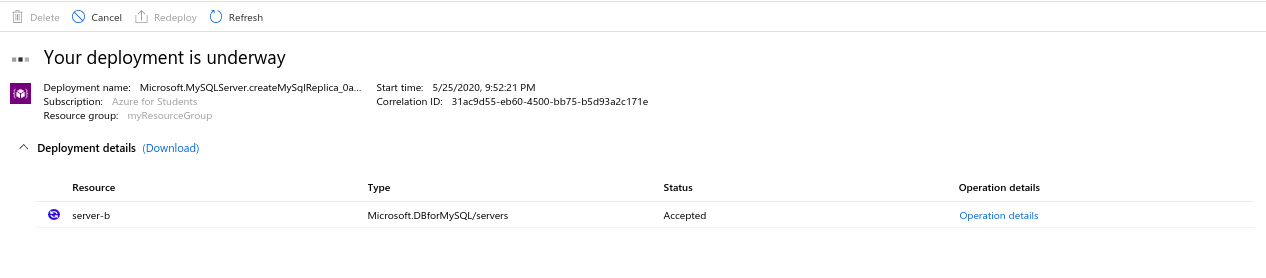 Delete Cancel Redeploy Refresh
Your deployment is underway
Deployment name: Microsoft.MySQLServer.createMySqlReplica_0a... Start time: 5/25/2020, 9:52:21 PM
Subscription: Azure for Students Correlation ID: 31ac9d55-eb60-4500-bb75-b5d93a2c171e
Resource group: myResourceGroup
Deployment details (Download)
Resource Type Status Operation details
server-b Microsoft.DBforMySQL/servers Accepted Operation details